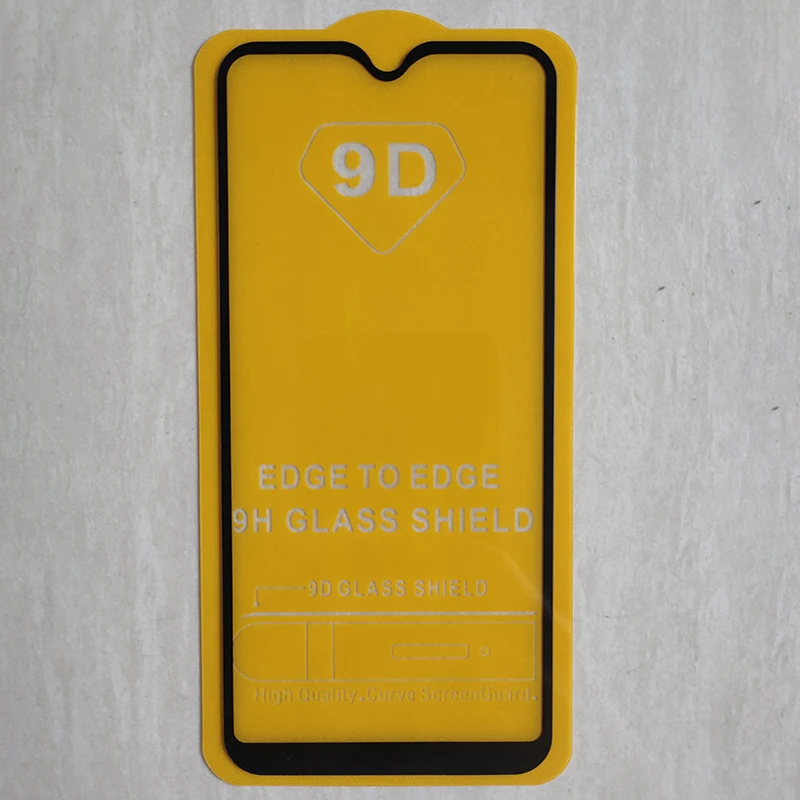 9D
EDGE TO EDGE
9H GLASS SHIELD
9D GLASS SHIELD
High Quality.Curve ScreenGuard.